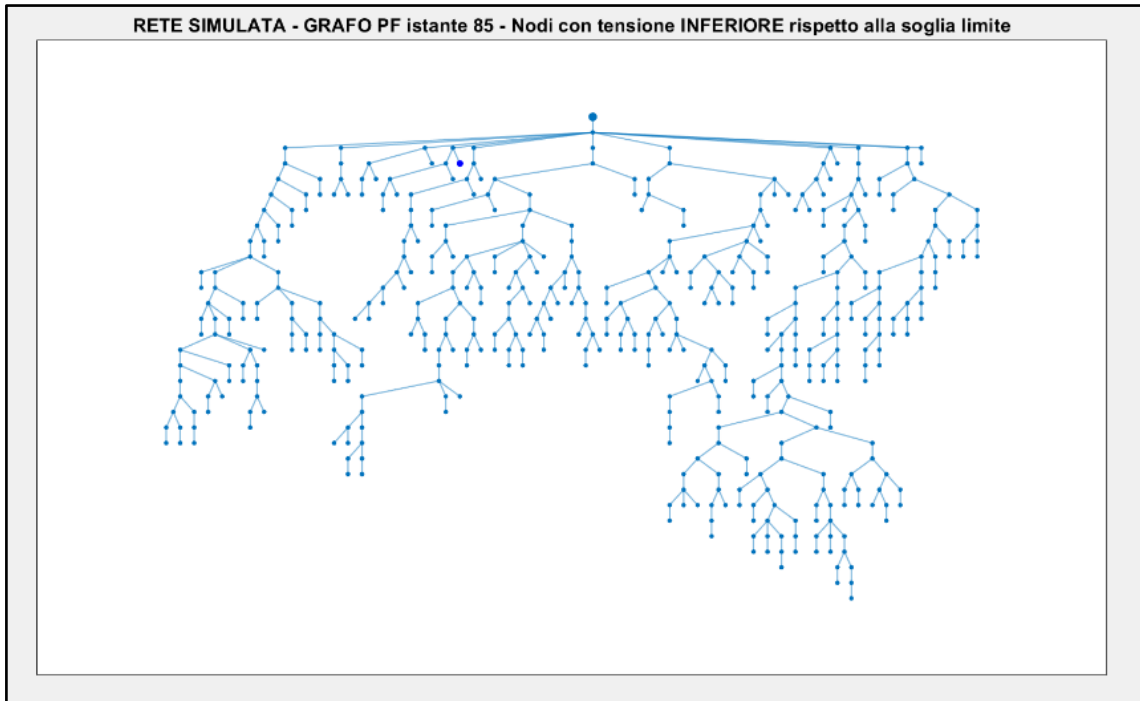 RETE SIMULATA - GRAFO PF istante 85 - Nodi con tensione INFERIORE rispetto alla soglia limite